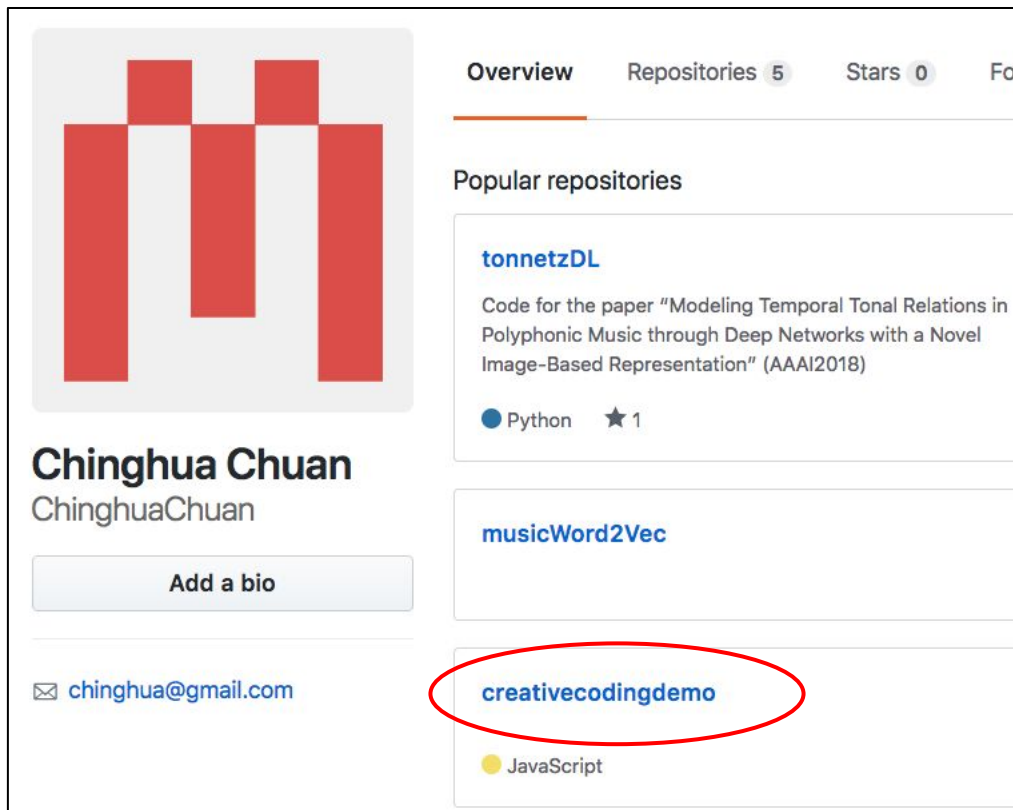 Overview Repositories 5 Stars 0 Fo
Popular repositories
tonnetzDL
Code for the paper “Modeling Temporal Tonal Relations in
Polyphonic Music through Deep Networks with a Novel
Image-Based Representation” (AAAI2018)
Python ★ 1
Chinghua Chuan
ChinghuaChuan
Add a bio
chinghua@gmail.com
musicWord2Vec
creativecodingdemo
JavaScript